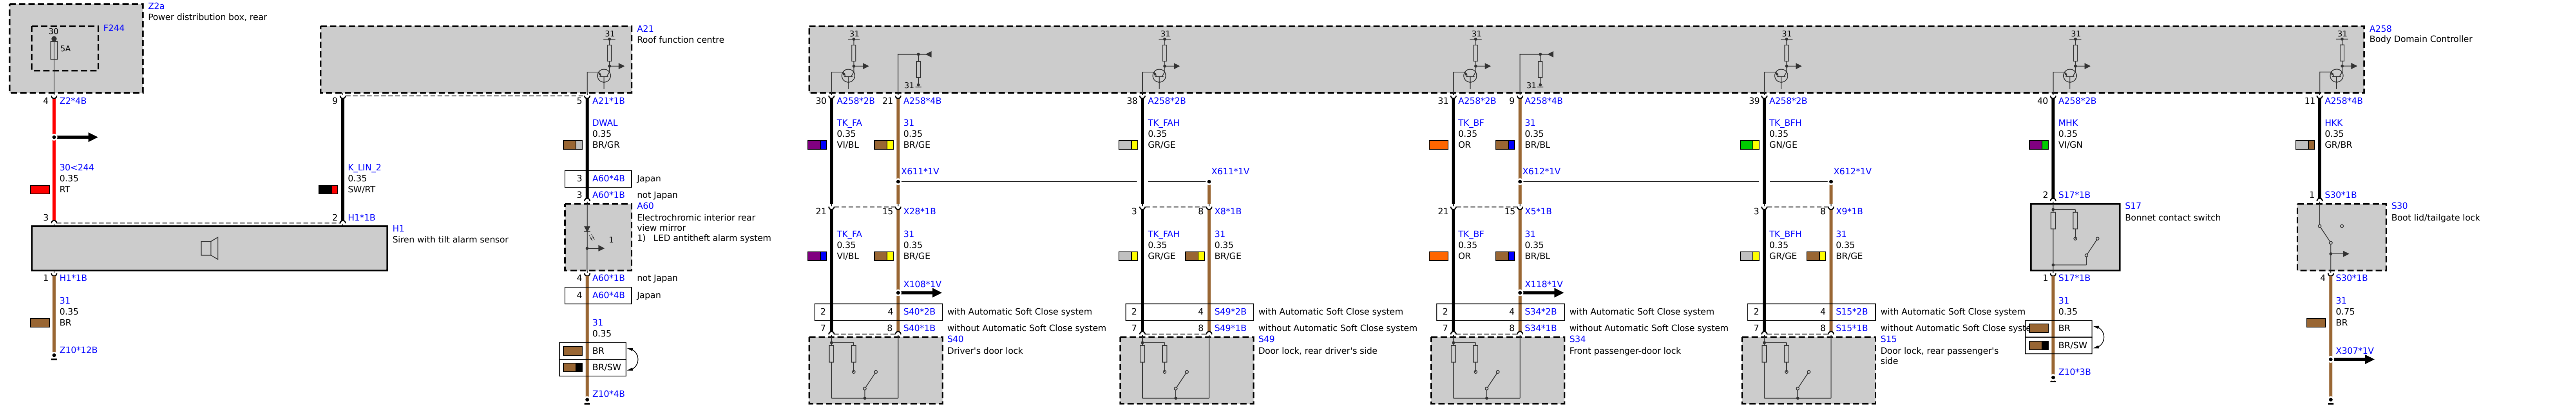 Z2a
Power distribution box, rear
F244
30
5A
A21
Roof function centre
31
A258
Body Domain Controller
31
31
31
31
31
31
31
31
4 Z2*4B
9
5 A21*1B
30 A258*2B
21 A258*4B
38 A258*2B
31 A258*2B
9 A258*4B
39 A258*2B
40 A258*2B
11 A258*4B
30<244
0.35
RT
K_LIN_2
0.35
SW/RT
DWAL
0.35
BR/GR
TK_FA
0.35
VI/BL
31
0.35
BR/GE
TK_FAH
0.35
GR/GE
TK_BF
0.35
OR
31
0.35
BR/BL
TK_BFH
0.35
GN/GE
MHK
0.35
VI/GN
HKK
0.35
GR/BR
X611*1V
X611*1V
X612*1V
X612*1V
3 A60*4B Japan
3 A60*1B not Japan
A60
Electrochromic interior rear
view mirror
1) LED antitheft alarm system
1
3
2 H1*1B
H1
Siren with tilt alarm sensor
21
15 X28*1B
3
8 X8*1B
21
15 X5*1B
3
8 X9*1B
2 S17*1B
S17
Bonnet contact switch
1 S30*1B
S30
Boot lid/tailgate lock
TK_FA
0.35
VI/BL
31
0.35
BR/GE
TK_FAH
0.35
GR/GE
31
0.35
BR/GE
TK_BF
0.35
OR
31
0.35
BR/BL
TK_BFH
0.35
GR/GE
31
0.35
BR/GE
1 H1*1B
31
0.35
BR
Z10*12B
4 A60*1B not Japan
4 A60*4B Japan
31
0.35
BR
BR/SW
Z10*4B
X108*1V
X118*1V
2 4 S40*2B with Automatic Soft Close system
7 8 S40*1B without Automatic Soft Close system
S40
Driver's door lock
2 4 S49*2B with Automatic Soft Close system
7 8 S49*1B without Automatic Soft Close system
S49
Door lock, rear driver's side
2 4 S34*2B with Automatic Soft Close system
7 8 S34*1B without Automatic Soft Close system
S34
Front passenger-door lock
2 4 S15*2B with Automatic Soft Close system
7 8 S15*1B without Automatic Soft Close syste
S15
Door lock, rear passenger's
side
1 S17*1B
31
0.35
BR
BR/SW
Z10*3B
4 S30*1B
31
0.75
BR
X307*1V